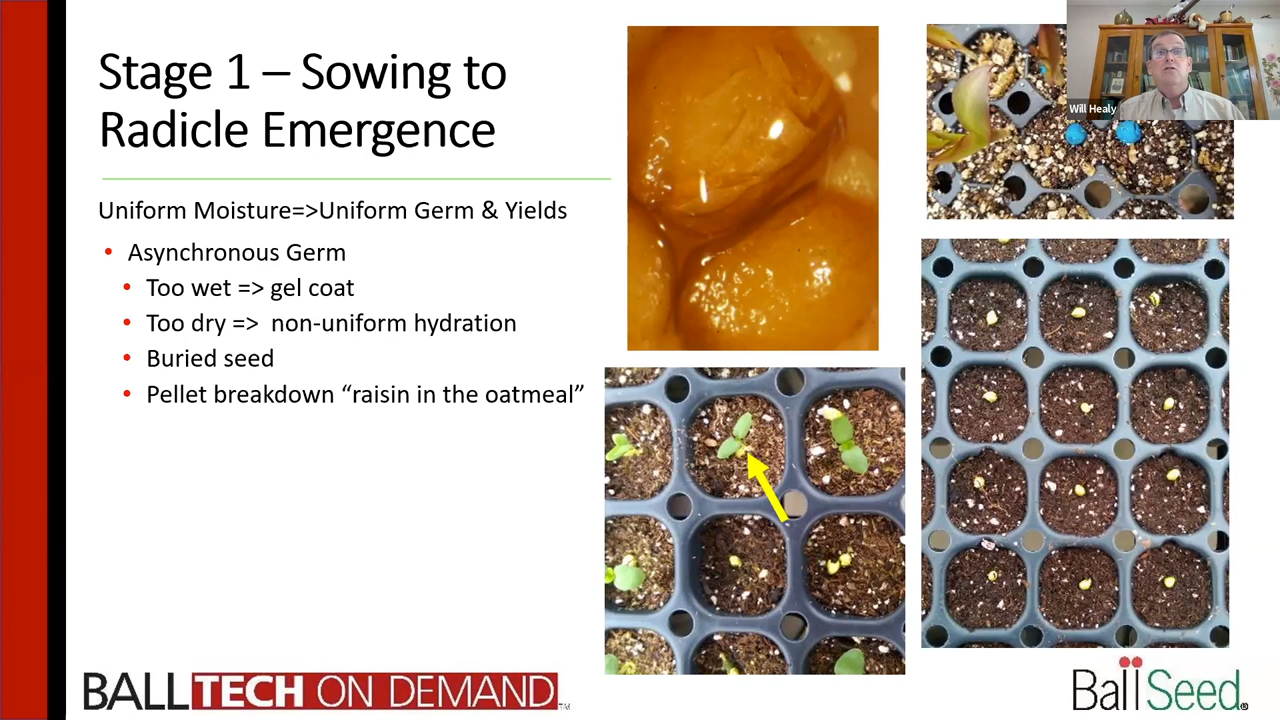 Stage 1 – Sowing to
Radicle Emergence
Uniform Moisture=>Uniform Germ & Yields
• Asynchronous Germ
• Too wet => gel coat
• Too dry => non-uniform hydration
• Buried seed
• Pellet breakdown “raisin in the oatmeal”
Will Healy
BALLTECH ON DEMAND™
Ball Seed®